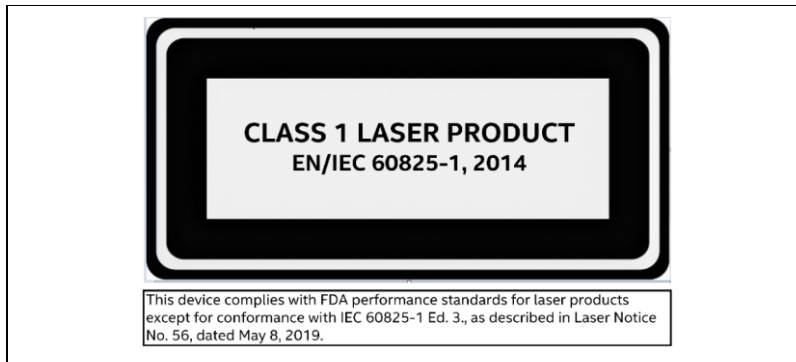 CLASS 1 LASER PRODUCT
EN/IEC 60825-1, 2014
This device complies with FDA performance standards for laser products
except for conformance with IEC 60825-1 Ed. 3., as described in Laser Notice
No. 56, dated May 8, 2019.